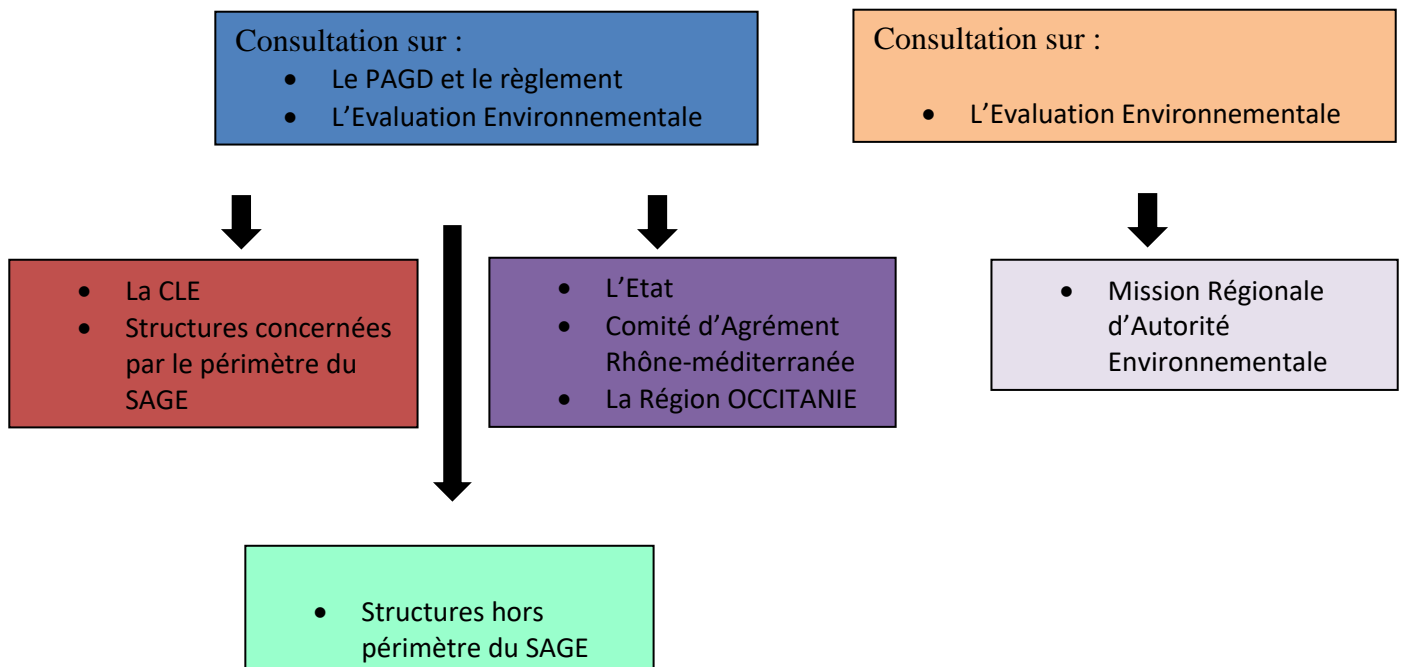 Consultation sur :
• Le PAGD et le règlement
• L’Evaluation Environnementale
Consultation sur :
• L’Evaluation Environnementale
• La CLE
• Structures concernées
par le périmètre du
SAGE
• L’Etat
• Comité d’Agrément
Rhône-méditerranée
• La Région OCCITANIE
• Mission Régionale
d’Autorité
Environnementale
• Structures hors
périmètre du SAGE